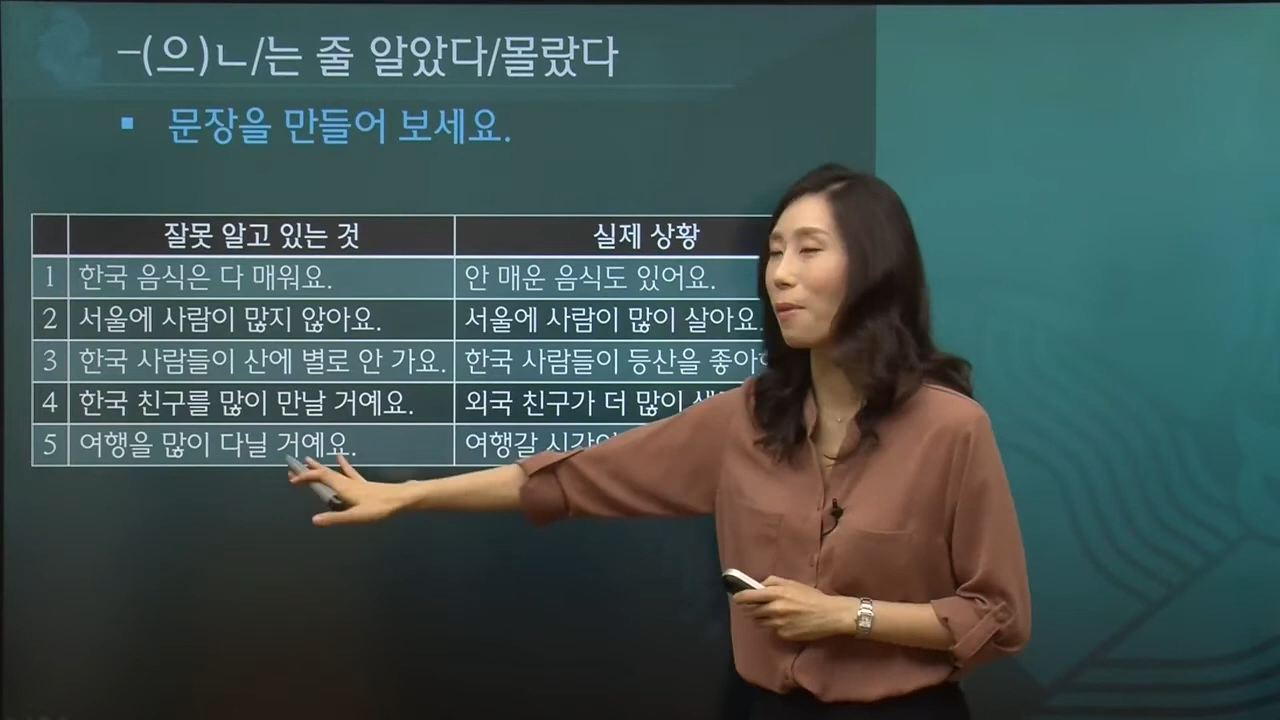 -(으)ㄴ/는 줄 알았다/몰랐다
▪ 문장을 만들어 보세요.
잘못 알고 있는 것 실제 상황
1 한국 음식은 다 매워요. 안 매운 음식도 있어요.
2 서울에 사람이 많지 않아요. 서울에 사람이 많이 살아요.
3 한국 사람들이 산에 별로 안 가요. 한국 사람들이 등산을
4 한국 친구를 많이 만날 거예요. 외국 친구가 더 많이
5 여행을 많이 다닐 거예요. 여행갈